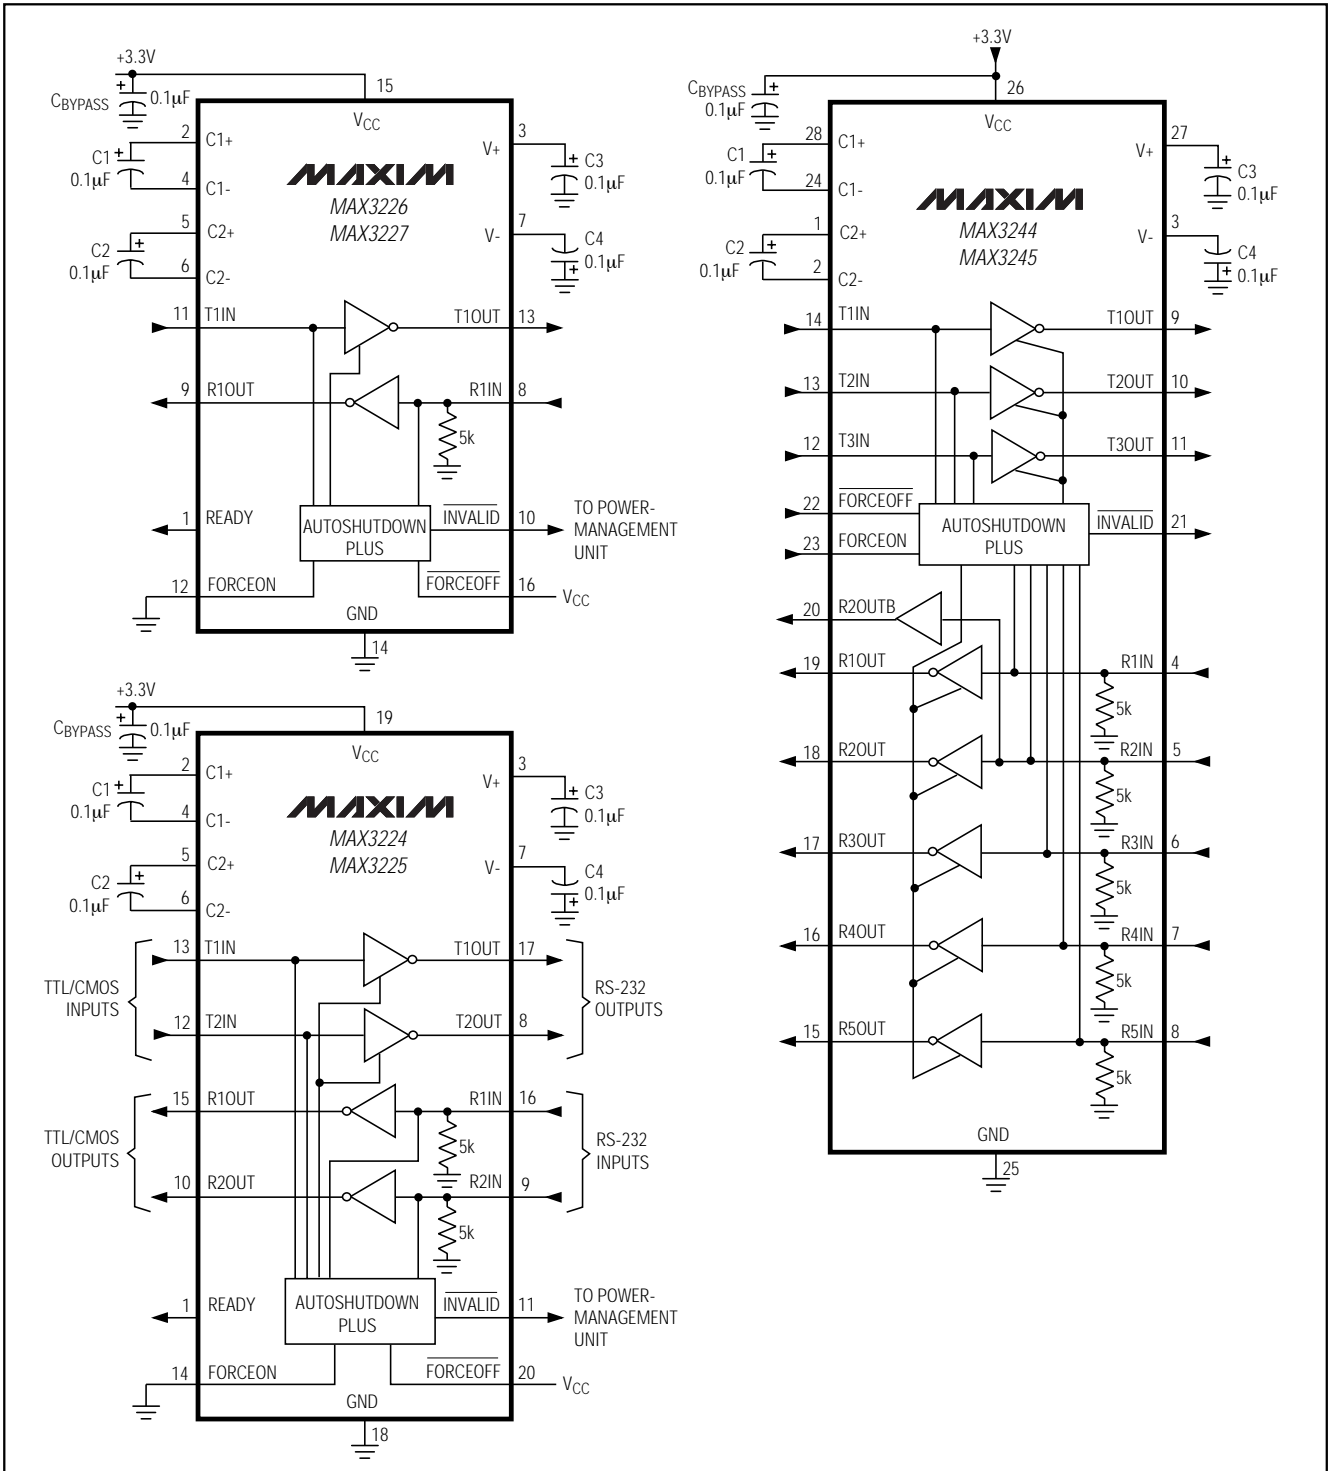 +3.3V
CBYPASS
+
0.1µF
15
VCC
2
C1+
C1
+
0.1µF
4
C1-
5
C2+
C2
+
0.1µF
6
C2-
MAXIM
MAX3226
MAX3227
3
V+
+
C3
0.1µF
7
V-
C4
+
0.1µF
11
T1IN
T1OUT
13
9
R1OUT
R1IN
8
5k
1
READY
AUTOSHUTDOWN
PLUS
INVALID
10
TO POWER-
MANAGEMENT
UNIT
12
FORCEON
FORCEOFF
16
VCC
GND
14
+3.3V
CBYPASS
+
0.1µF
19
VCC
2
C1+
C1
+
0.1µF
4
C1-
5
C2+
C2
+
0.1µF
6
C2-
MAXIM
MAX3224
MAX3225
3
V+
+
C3
0.1µF
7
V-
C4
+
0.1µF
TTL/CMOS
INPUTS
13
T1IN
T1OUT
17
12
T2IN
T2OUT
8
RS-232
OUTPUTS
TTL/CMOS
OUTPUTS
15
R1OUT
R1IN
16
5k
10
R2OUT
R2IN
9
5k
RS-232
INPUTS
1
READY
AUTOSHUTDOWN
PLUS
INVALID
11
TO POWER-
MANAGEMENT
UNIT
14
FORCEON
FORCEOFF
20
VCC
GND
18
+3.3V
CBYPASS
+
0.1µF
26
VCC
28
C1+
C1
+
0.1µF
24
C1-
1
C2+
C2
+
0.1µF
2
C2-
MAXIM
MAX3244
MAX3245
27
V+
+
C3
0.1µF
3
V-
C4
+
0.1µF
14
T1IN
T1OUT
9
13
T2IN
T2OUT
10
12
T3IN
T3OUT
11
22
FORCEOFF
23
FORCEON
AUTOSHUTDOWN
PLUS
INVALID
21
20
R2OUTB
19
R1OUT
R1IN
4
5k
18
R2OUT
R2IN
5
5k
17
R3OUT
R3IN
6
5k
16
R4OUT
R4IN
7
5k
15
R5OUT
R5IN
8
5k
GND
25